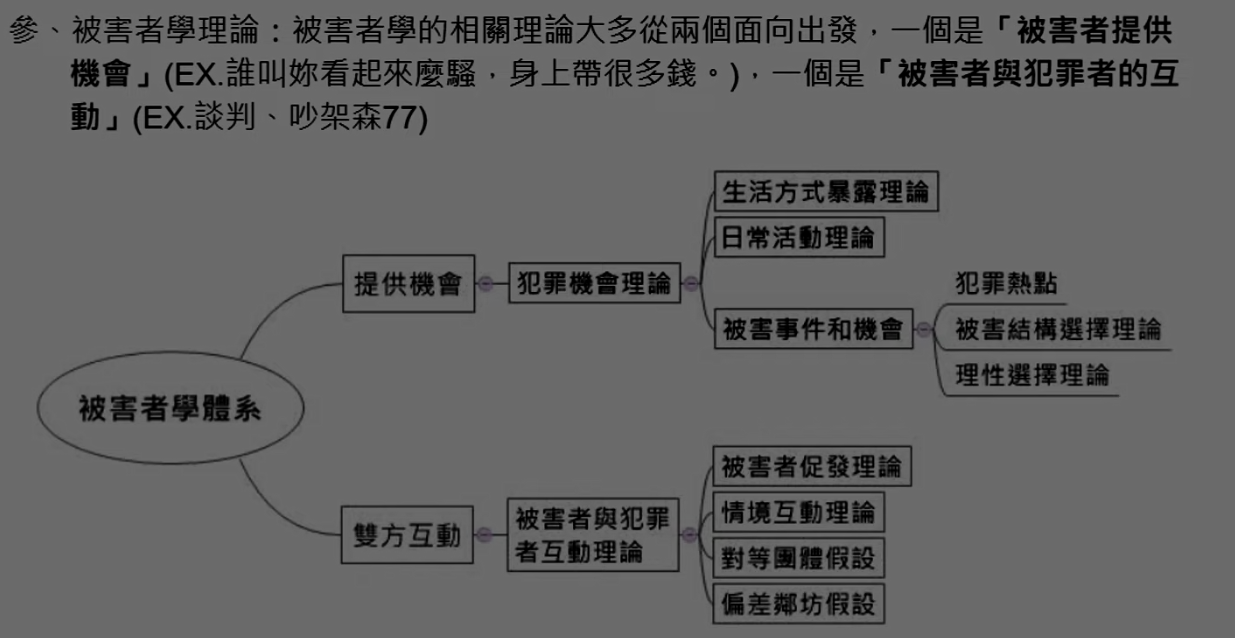 參、被害者學理論：被害者學的相關理論大多從兩個面向出發，一個是「被害者提供
機會」(EX.誰叫妳看起來麼騷，身上帶很多錢。)，一個是「被害者與犯罪者的互
動」(EX.談判、吵架森77)
生活方式暴露理論
日常活動理論
提供機會
犯罪機會理論
犯罪熱點
被害事件和機會
被害結構選擇理論
理性選擇理論
被害者學體系
被害者促發理論
雙方互動
被害者與犯罪
者互動理論
情境互動理論
對等團體假設
偏差鄰坊假設